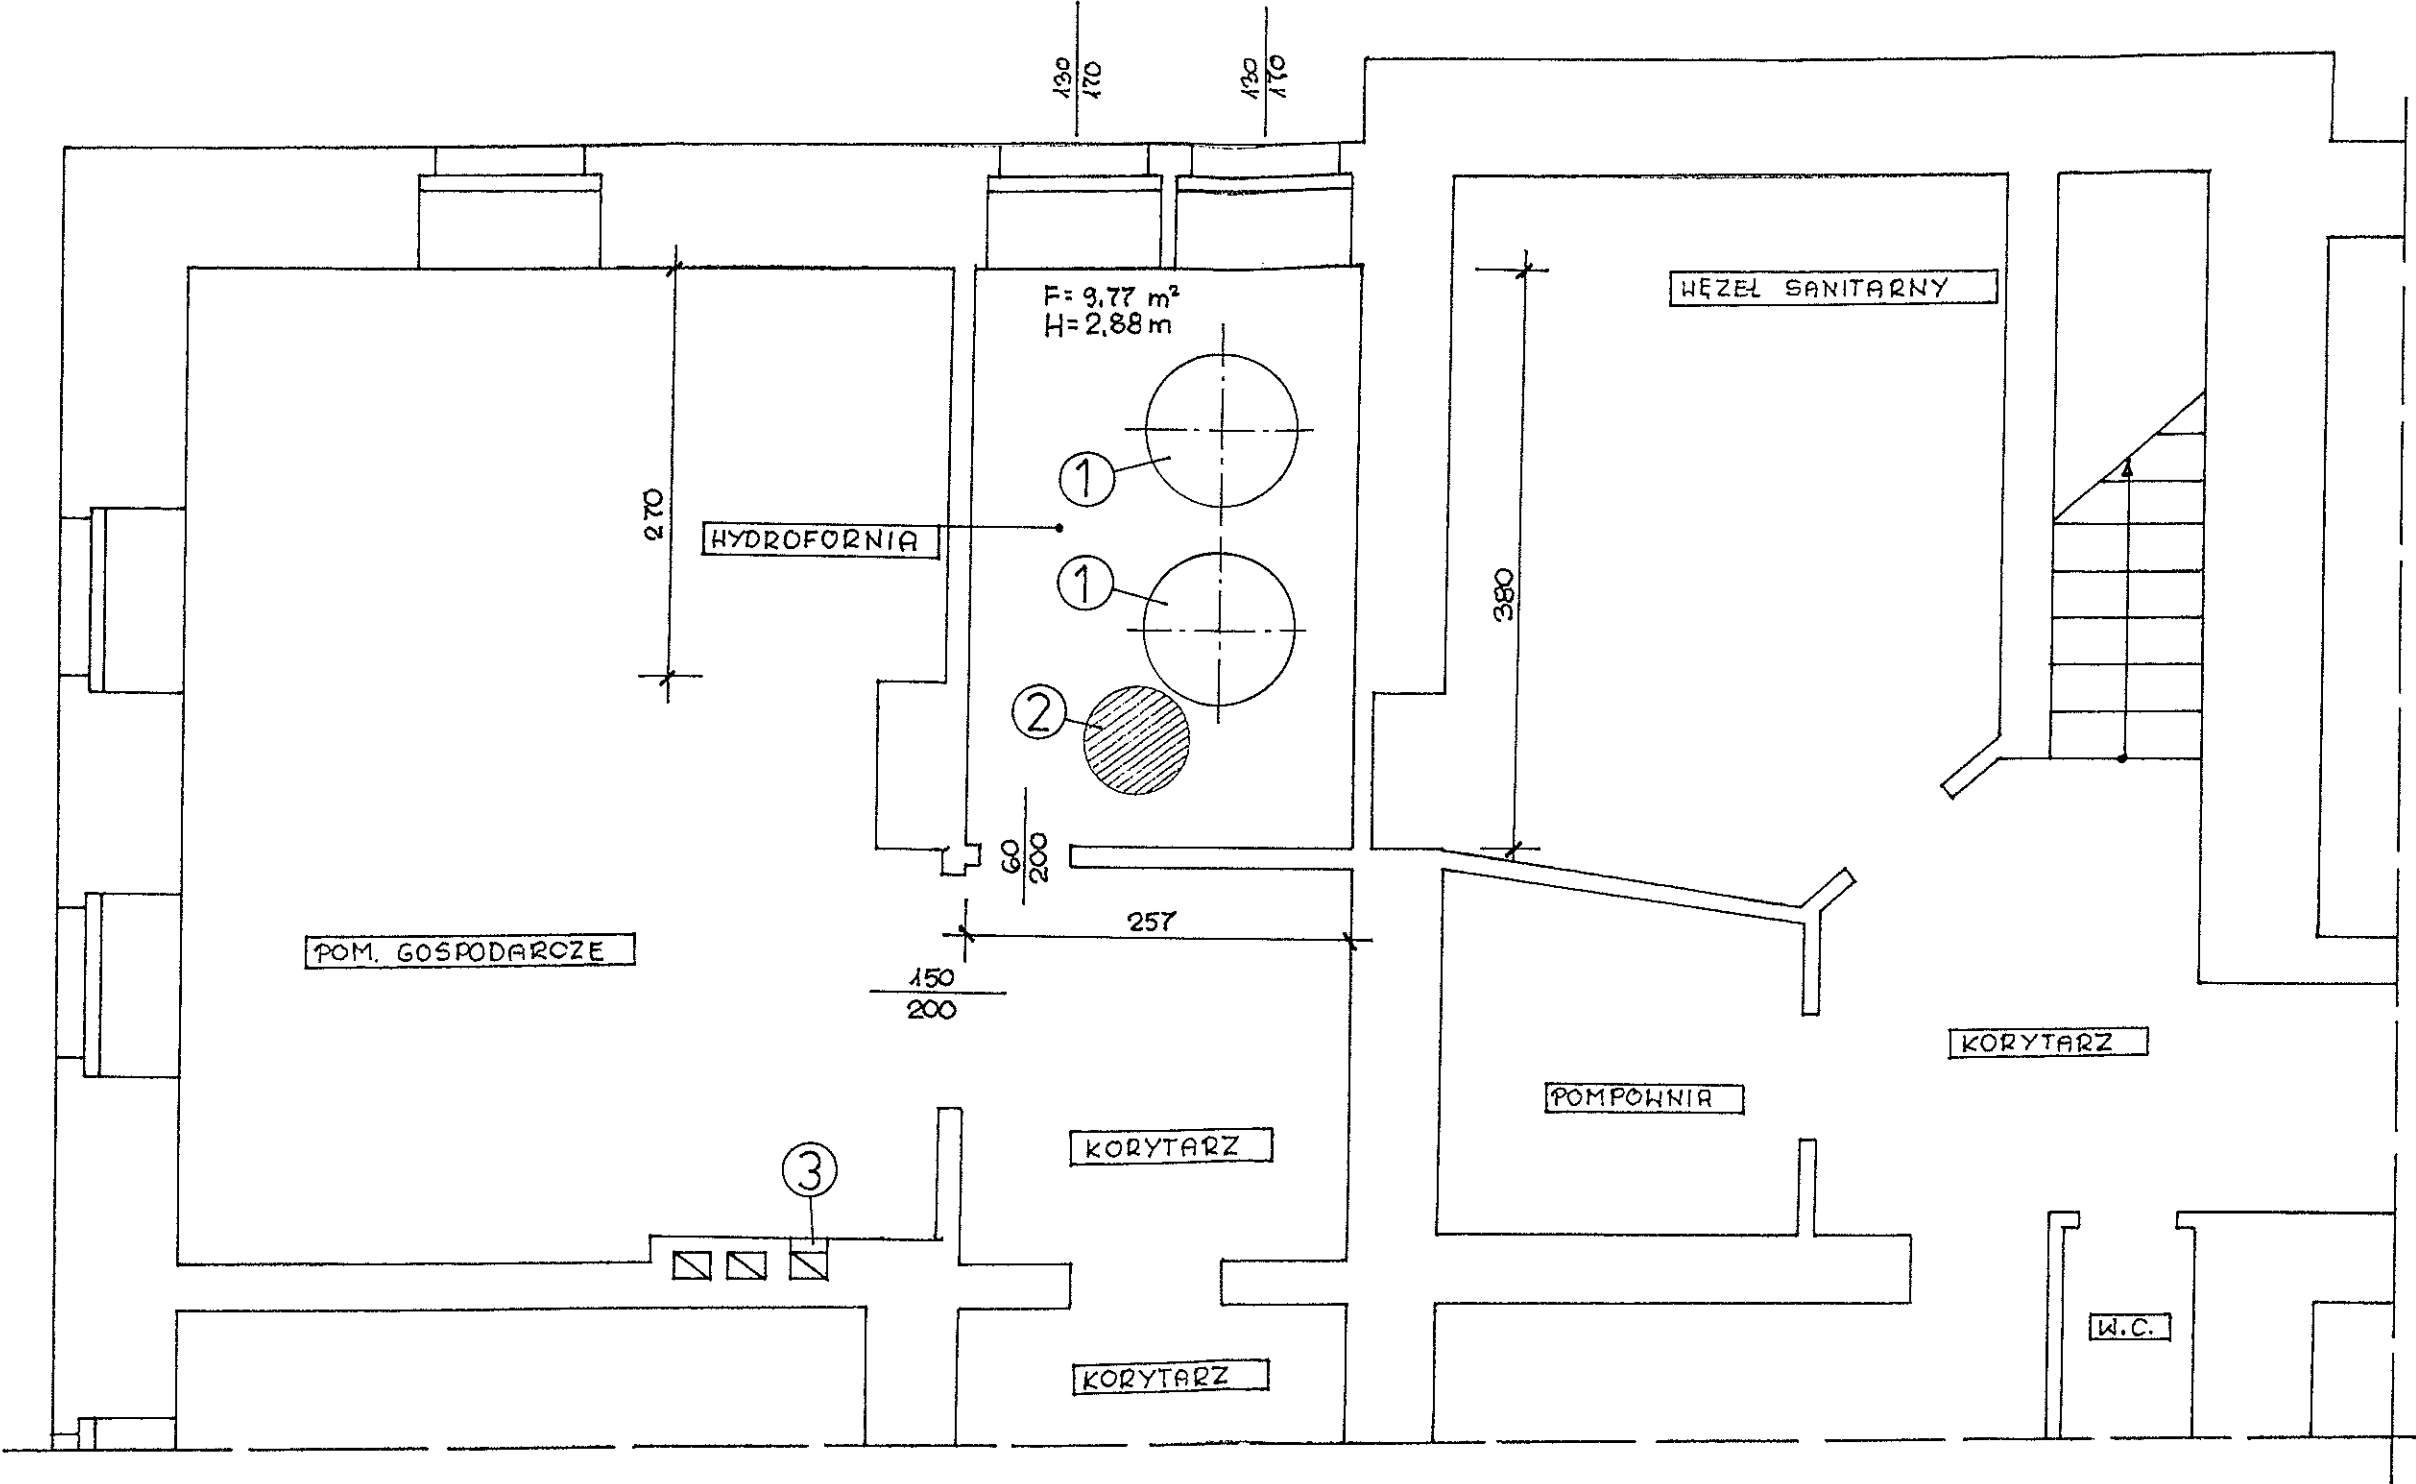 130
170
130
170
F= 9,77 m²
H= 2,88 m
WĘZEŁ SANITARNY
1
270
HYDROFORNIA
1
380
2
60
200
257
POM. GOSPODARCZE
150
200
KORYTARZ
POMPOWNIA
KORYTARZ
3
W.C.
KORYTARZ